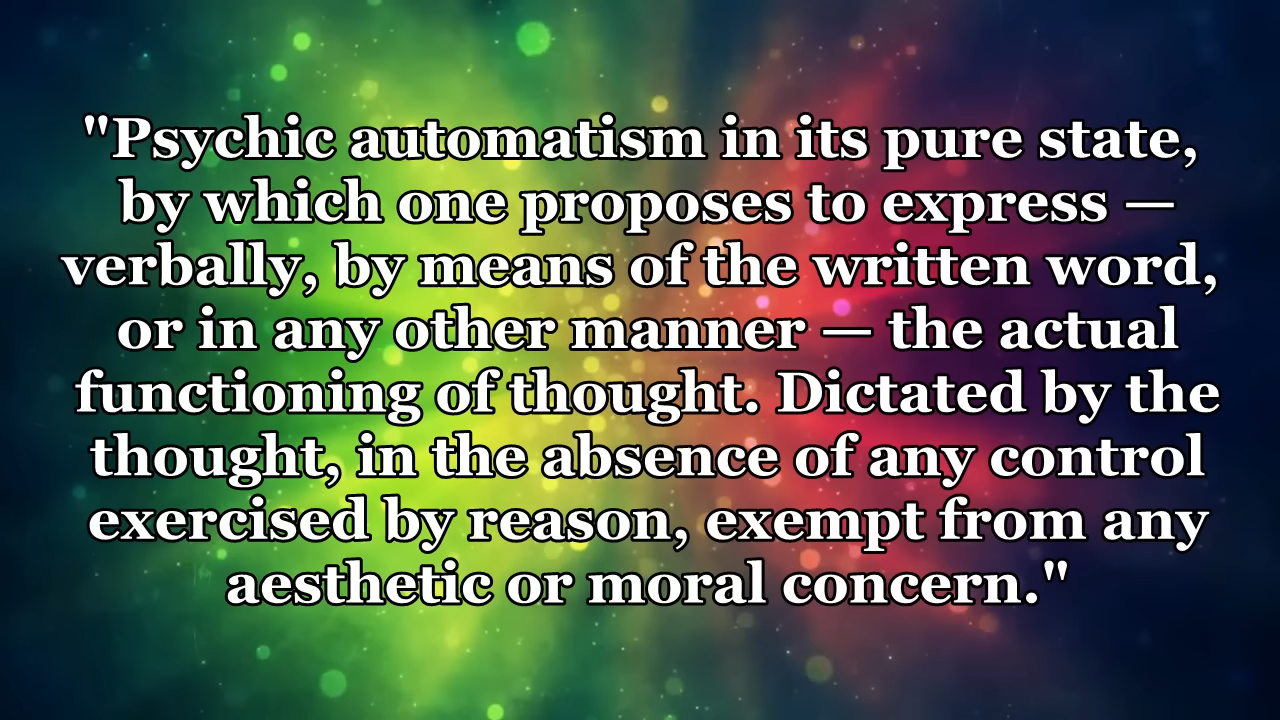 "Psychic automatism in its pure state,
by which one proposes to express —
verbally, by means of the written word,
or in any other manner — the actual
functioning of thought. Dictated by the
thought, in the absence of any control
exercised by reason, exempt from any
aesthetic or moral concern."